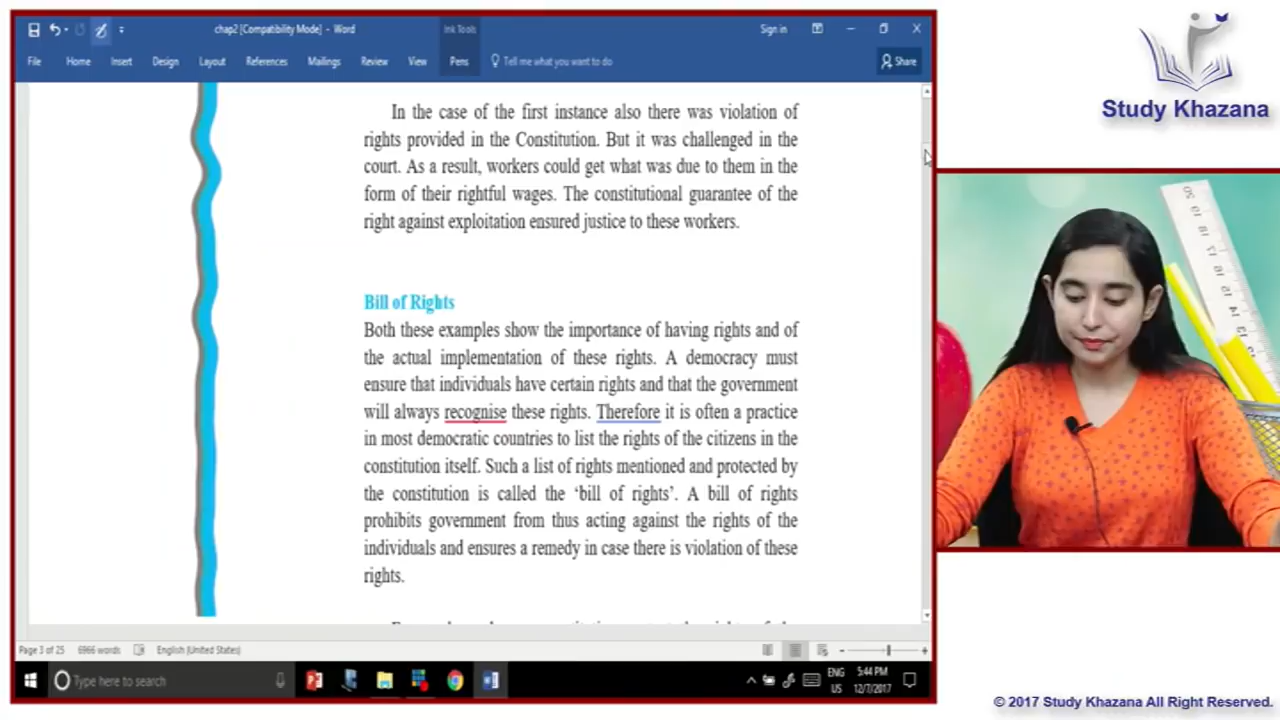 chap2 [Compatibility Mode] - Word
Ink Tools
Sign in
File
Home
Insert
Design
Layout
References
Mailings
Review
View
Pens
Tell me what you want to do
Share
In the case of the first instance also there was violation of
rights provided in the Constitution. But it was challenged in the
court. As a result, workers could get what was due to them in the
form of their rightful wages. The constitutional guarantee of the
right against exploitation ensured justice to these workers.
Bill of Rights
Both these examples show the importance of having rights and of
the actual implementation of these rights. A democracy must
ensure that individuals have certain rights and that the government
will always recognise these rights. Therefore it is often a practice
in most democratic countries to list the rights of the citizens in the
constitution itself. Such a list of rights mentioned and protected by
the constitution is called the ‘bill of rights’. A bill of rights
prohibits government from thus acting against the rights of the
individuals and ensures a remedy in case there is violation of these
rights.
Page 3 of 25
6966 words
English (United States)
Type here to search
ENG
US
5:44 PM
12/7/2017
Study Khazana
20 19 18 17 16 15 14 13
© 2017 Study Khazana All Right Reserved.